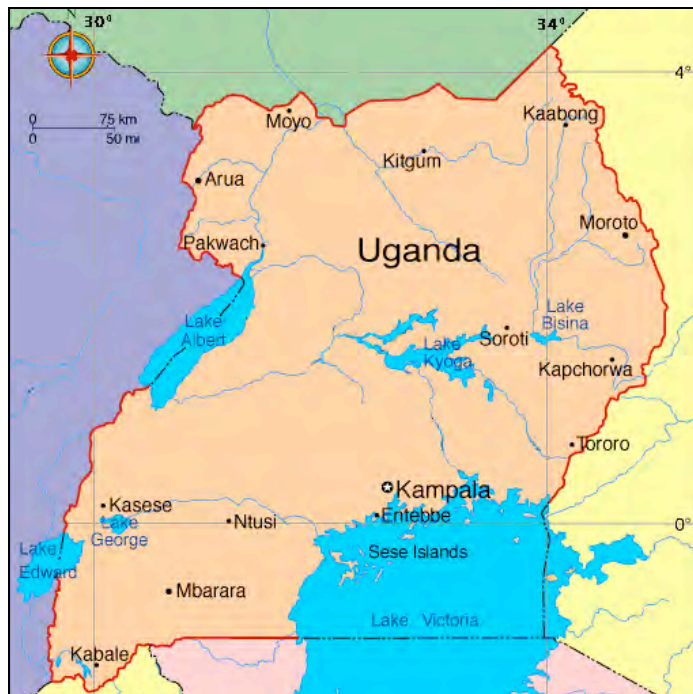 N
30°
34°
4°
0 75 km
0 50 mi
Moyo
Kaabong
Kitgum
Arua
Moroto
Pakwach
Uganda
Lake
Albert
Lake
Bisina
Soroti
Lake
Kyoga
Kapchorwa
Tororo
Kampala
Kasese
Entebbe
Ntusi
Lake
George
0°
Lake
Edward
Sese Islands
Mbarara
Lake Victoria
Kabale